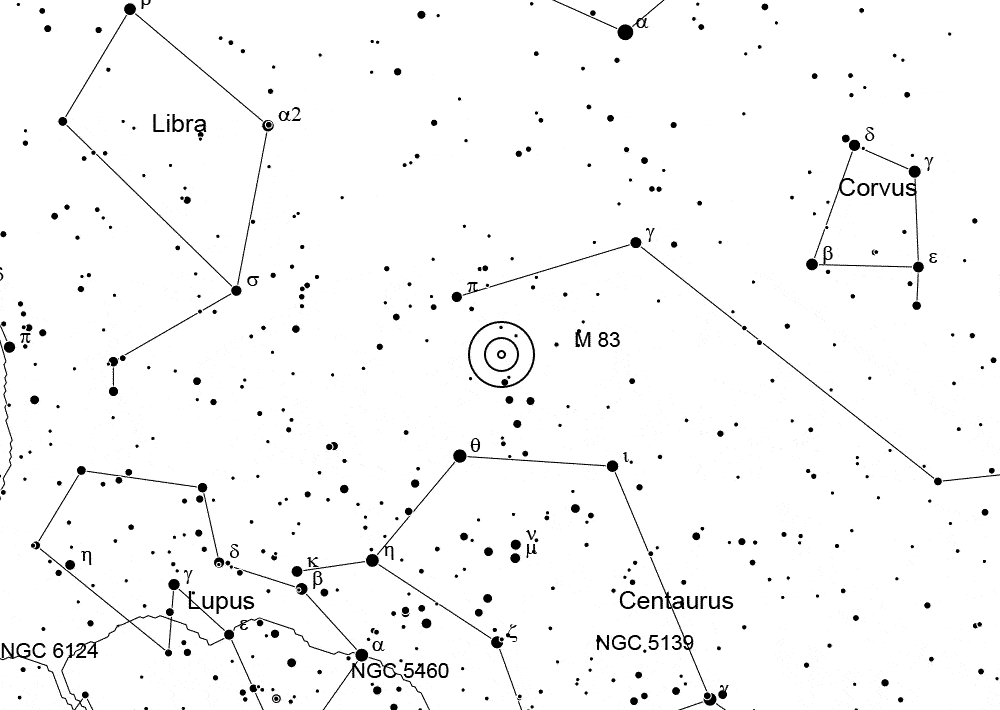 β
α
α2
Libra
δ
γ
Corvus
γ
β
ε
σ
π
π
M 83
θ
ι
ν
μ
η
δ
κ
η
β
γ
Lupus
Centaurus
ε
ζ
α
NGC 5139
NGC 6124
NGC 5460
γ